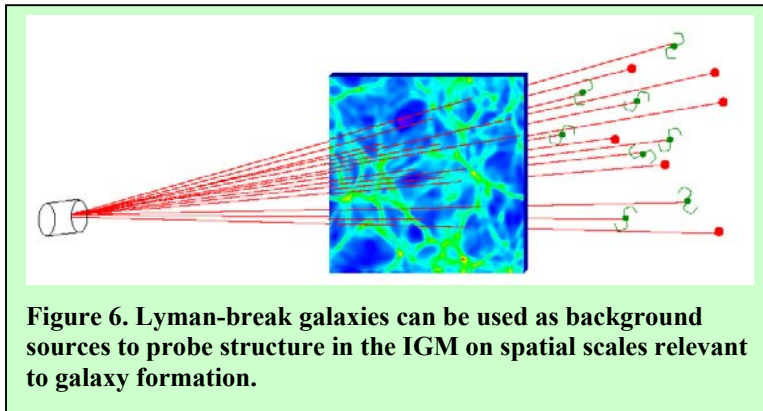 Figure 6. Lyman-break galaxies can be used as background
sources to probe structure in the IGM on spatial scales relevant
to galaxy formation.